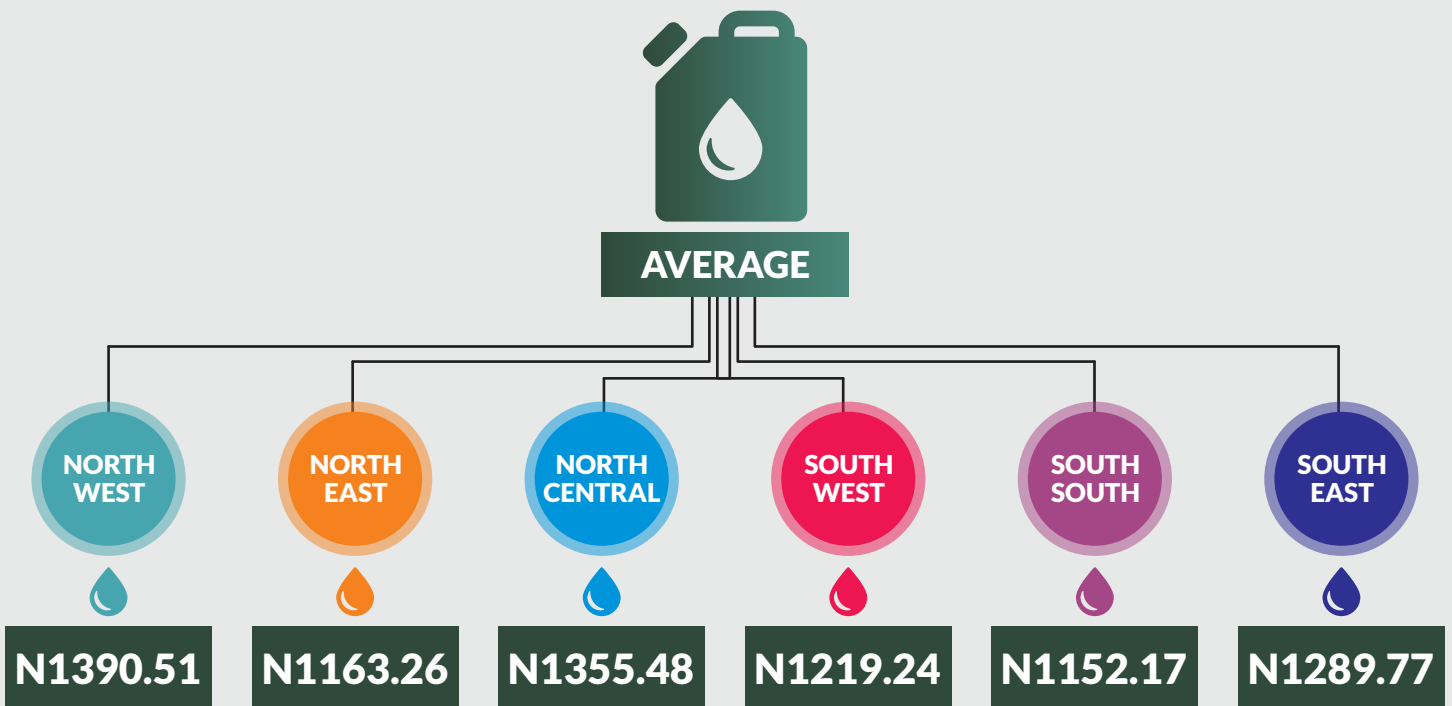 AVERAGE
NORTH
WEST
NORTH
EAST
NORTH
CENTRAL
SOUTH
WEST
SOUTH
SOUTH
SOUTH
EAST
N1390.51
N1163.26
N1355.48
N1219.24
N1152.17
N1289.77